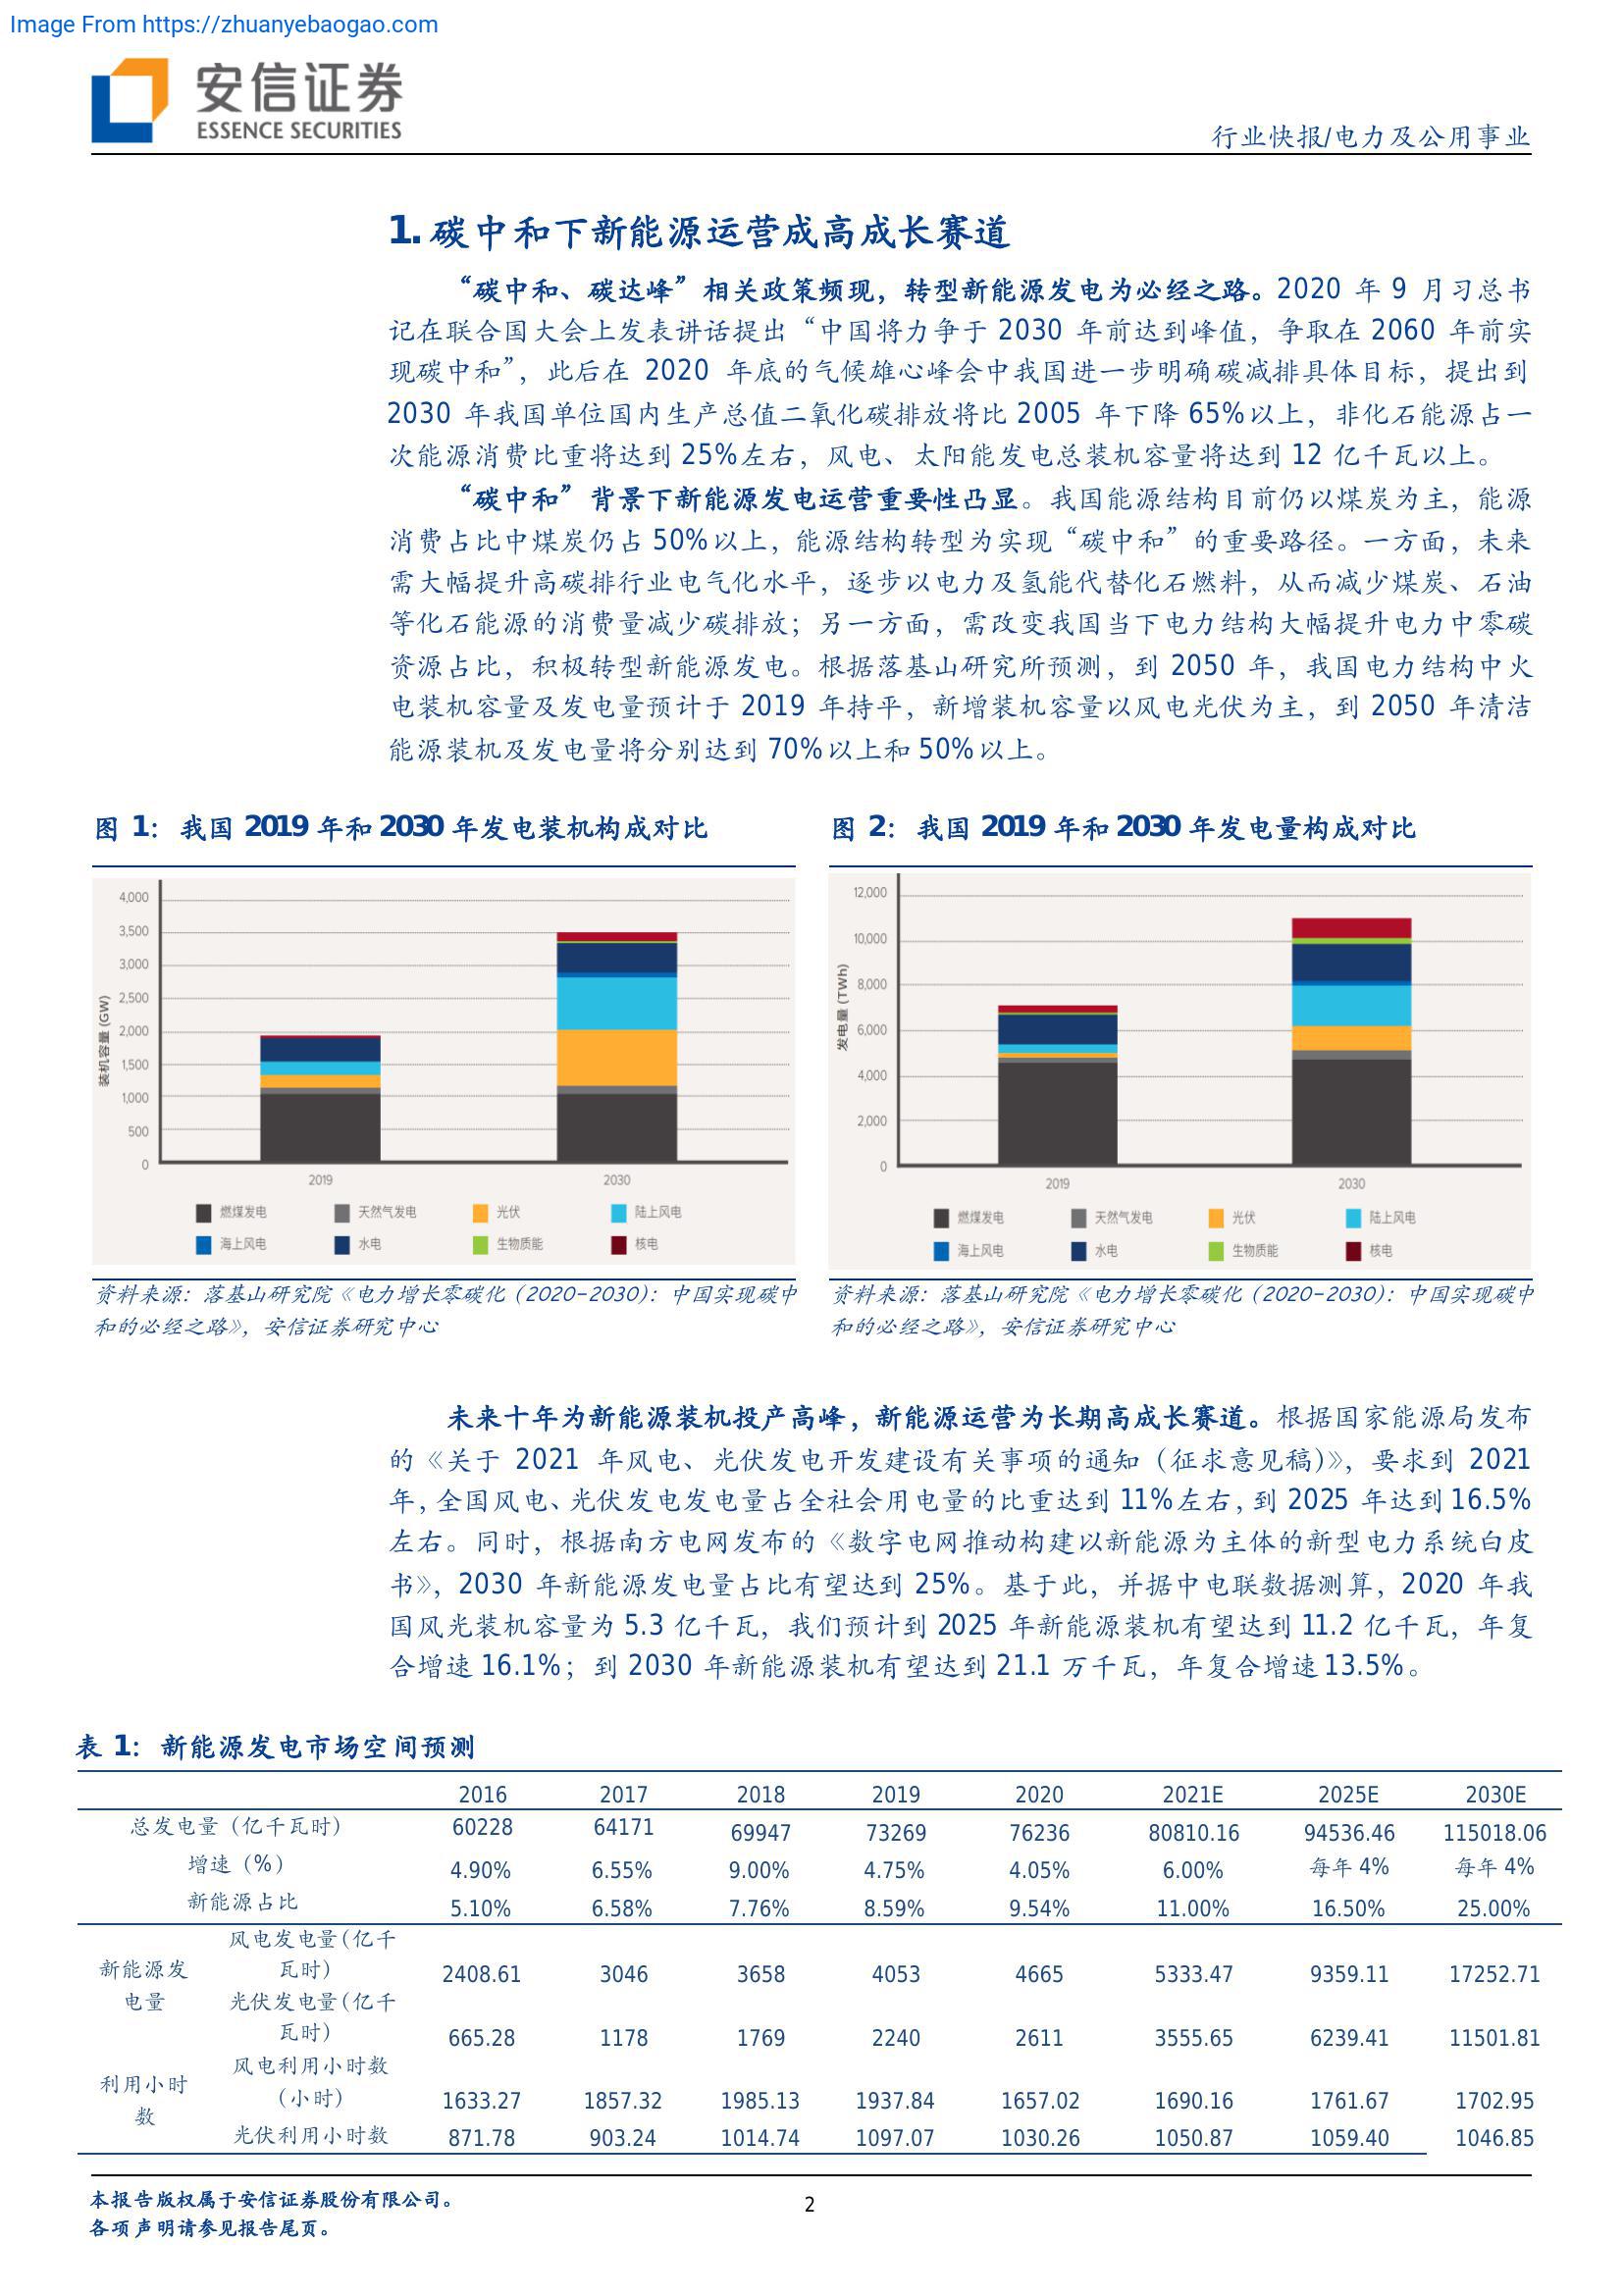 Image From https://zhuanyebaogao.com
安信证券
ESSENCE SECURITIES
行业快报/电力及公用事业
1. 碳中和下新能源运营成高成长赛道
“碳中和、碳达峰”相关政策频现，转型新能源发电为必经之路。2020 年 9 月习总书
记在联合国大会上发表讲话提出“中国将力争于 2030 年前达到峰值，争取在 2060 年前实
现碳中和”，此后在 2020 年底的气候雄心峰会中我国进一步明确碳减排具体目标，提出到
2030 年我国单位国内生产总值二氧化碳排放将比 2005 年下降 65%以上，非化石能源占一
次能源消费比重将达到 25%左右，风电、太阳能发电总装机容量将达到 12 亿千瓦以上。
“碳中和”背景下新能源发电运营重要性凸显。我国能源结构目前仍以煤炭为主，能源
消费占比中煤炭仍占 50%以上，能源结构转型为实现“碳中和”的重要路径。一方面，未来
需大幅提升高碳排行业电气化水平，逐步以电力及氢能代替化石燃料，从而减少煤炭、石油
等化石能源的消费量减少碳排放；另一方面，需改变我国当下电力结构大幅提升电力中零碳
资源占比，积极转型新能源发电。根据落基山研究所预测，到 2050 年，我国电力结构中火
电装机容量及发电量预计于 2019 年持平，新增装机容量以风电光伏为主，到 2050 年清洁
能源装机及发电量将分别达到 70%以上和 50%以上。
图 1：我国 2019 年和 2030 年发电装机构成对比
装机容量 (GW)
4,000
3,500
3,000
2,500
2,000
1,500
1,000
500
0
2019 2030
燃煤发电 天然气发电 光伏 陆上风电
海上风电 水电 生物质能 核电
资料来源：落基山研究院《电力增长零碳化（2020-2030）：中国实现碳中
和的必经之路》，安信证券研究中心
图 2：我国 2019 年和 2030 年发电量构成对比
发电量 (TWh)
12,000
10,000
8,000
6,000
4,000
2,000
0
2019 2030
燃煤发电 天然气发电 光伏 陆上风电
海上风电 水电 生物质能 核电
资料来源：落基山研究院《电力增长零碳化（2020-2030）：中国实现碳中
和的必经之路》，安信证券研究中心
未来十年为新能源装机投产高峰，新能源运营为长期高成长赛道。根据国家能源局发布
的《关于 2021 年风电、光伏发电开发建设有关事项的通知（征求意见稿）》，要求到 2021
年，全国风电、光伏发电发电量占全社会用电量的比重达到 11%左右，到 2025 年达到 16.5%
左右。同时，根据南方电网发布的《数字电网推动构建以新能源为主体的新型电力系统白皮
书》，2030 年新能源发电量占比有望达到 25%。基于此，并据中电联数据测算，2020 年我
国风光装机容量为 5.3 亿千瓦，我们预计到 2025 年新能源装机有望达到 11.2 亿千瓦，年复
合增速 16.1%；到 2030 年新能源装机有望达到 21.1 万千瓦，年复合增速 13.5%。
表 1：新能源发电市场空间预测
2016 2017 2018 2019 2020 2021E 2025E 2030E
总发电量（亿千瓦时） 60228 64171 69947 73269 76236 80810.16 94536.46 115018.06
增速（%） 4.90% 6.55% 9.00% 4.75% 4.05% 6.00% 每年 4% 每年 4%
新能源占比 5.10% 6.58% 7.76% 8.59% 9.54% 11.00% 16.50% 25.00%
新能源发
电量
风电发电量(亿千
瓦时) 2408.61 3046 3658 4053 4665 5333.47 9359.11 17252.71
光伏发电量(亿千
瓦时) 665.28 1178 1769 2240 2611 3555.65 6239.41 11501.81
利用小时
数
风电利用小时数
(小时) 1633.27 1857.32 1985.13 1937.84 1657.02 1690.16 1761.67 1702.95
光伏利用小时数 871.78 903.24 1014.74 1097.07 1030.26 1050.87 1059.40 1046.85
本报告版权属于安信证券股份有限公司。
各项声明请参见报告尾页。
2